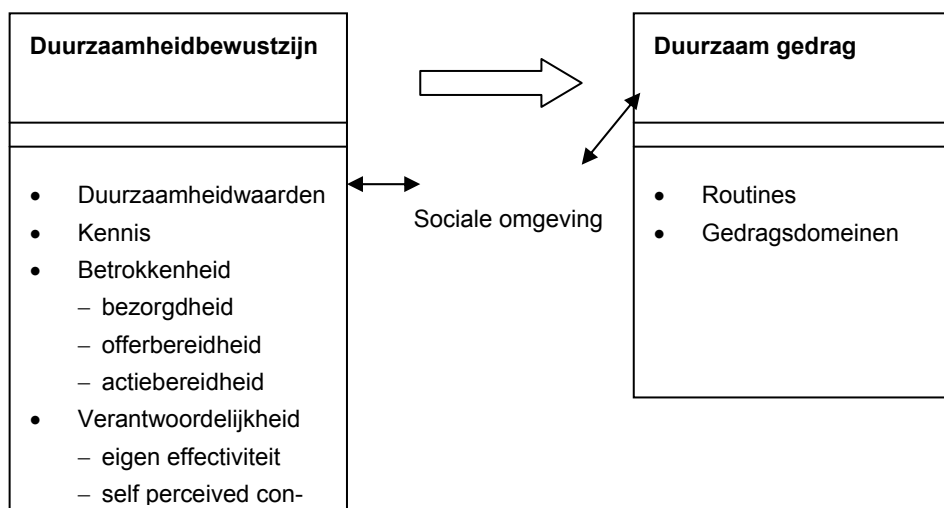 Duurzaamheidbewustzijn
• Duurzaamheidwaarden
• Kennis
• Betrokkenheid
– bezorgdheid
– offerbereidheid
– actiebereidheid
• Verantwoordelijkheid
– eigen effectiviteit
– self perceived con-
Sociale omgeving
Duurzaam gedrag
• Routines
• Gedragsdomeinen